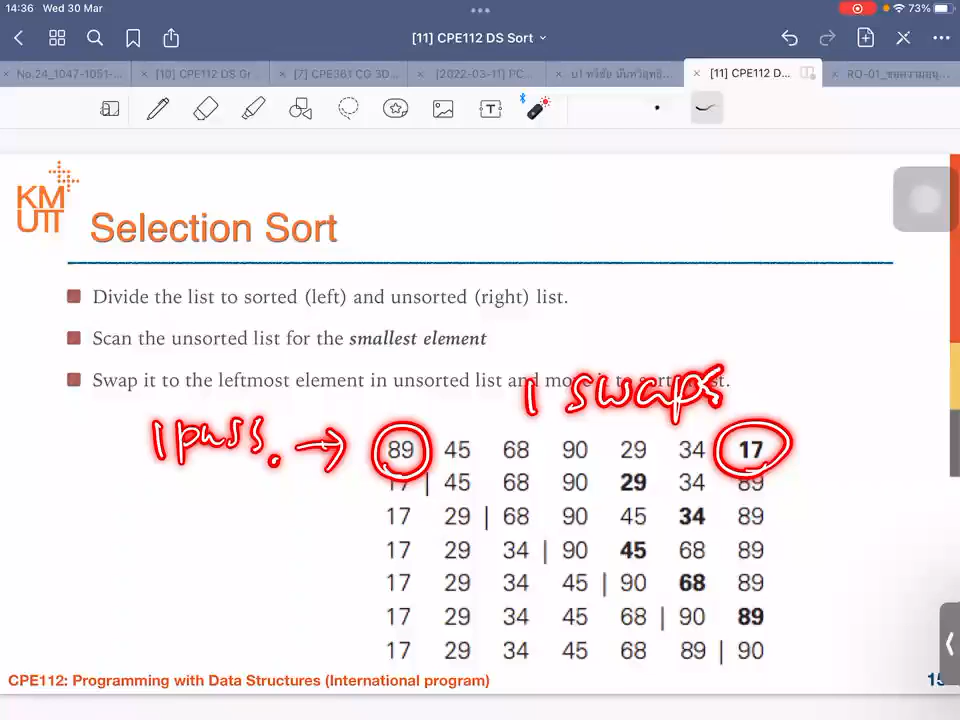 14:36 Wed 30 Mar
73%
[11] CPE112 DS Sort
No.24_1047-1051-...
[10] CPE112 DS Gr...
[7] CPE361 CG 3D...
[2022-03-11] PC...
[11] CPE112 D...
KM
UTT
Selection Sort
Divide the list to sorted (left) and unsorted (right) list.
Scan the unsorted list for the smallest element
Swap it to the leftmost element in unsorted list and move it to sorted list.
1 swaps
1 pass.
89 45 68 90 29 34 17
17 | 45 68 90 29 34 89
17 29 | 68 90 45 34 89
17 29 34 | 90 45 68 89
17 29 34 45 | 90 68 89
17 29 34 45 68 | 90 89
17 29 34 45 68 89 | 90
CPE112: Programming with Data Structures (International program)
15